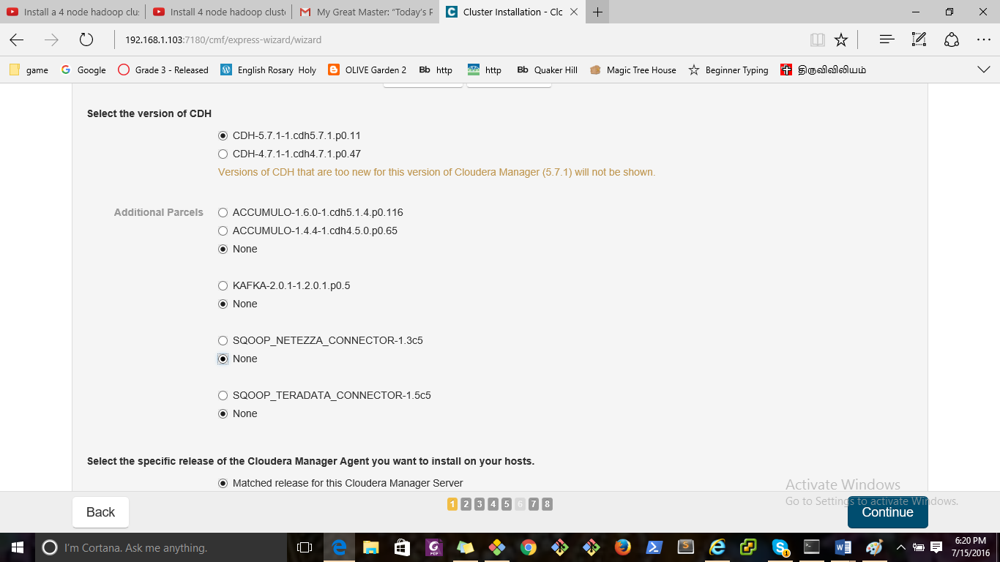 Install a 4 node hadoop clu
Install 4 node hadoop clust
My Great Master: “Today's P
Cluster Installation - Clo
192.168.1.103:7180/cmf/express-wizard/wizard
game
Google
Grade 3 - Released
English Rosary Holy
OLIVE Garden 2
Bb http
http
Bb Quaker Hill
Magic Tree House
Beginner Typing
திருவிவிலியம்
Select the version of CDH
CDH-5.7.1-1.cdh5.7.1.p0.11
CDH-4.7.1-1.cdh4.7.1.p0.47
Versions of CDH that are too new for this version of Cloudera Manager (5.7.1) will not be shown.
Additional Parcels
ACCUMULO-1.6.0-1.cdh5.1.4.p0.116
ACCUMULO-1.4.4-1.cdh4.5.0.p0.65
None
KAFKA-2.0.1-1.2.0.1.p0.5
None
SQOOP_NETEZZA_CONNECTOR-1.3c5
None
SQOOP_TERADATA_CONNECTOR-1.5c5
None
Select the specific release of the Cloudera Manager Agent you want to install on your hosts.
Matched release for this Cloudera Manager Server
Activate Windows
Go to Settings to activate Windows.
Back
1 2 3 4 5 6 7 8
Continue
I'm Cortana. Ask me anything.
6:20 PM
7/15/2016